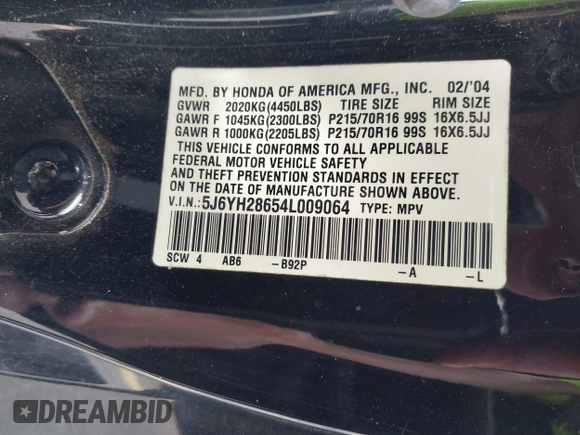 MFD. BY HONDA OF AMERICA MFG., INC. 02/'04
GVWR 2020KG(4450LBS) TIRE SIZE RIM SIZE
GAWR F 1045KG(2300LBS) P215/70R16 99S 16X6.5JJ
GAWR R 1000KG(2205LBS) P215/70R16 99S 16X6.5JJ
THIS VEHICLE CONFORMS TO ALL APPLICABLE
FEDERAL MOTOR VEHICLE SAFETY
AND THEFT PREVENTION STANDARDS IN EFFECT
ON THE DATE OF MANUFACTURE SHOWN ABOVE.
V.I.N.:5J6YH28654L009064 TYPE: MPV
SCW 4 AB6 -B92P -A -L
DREAMBID